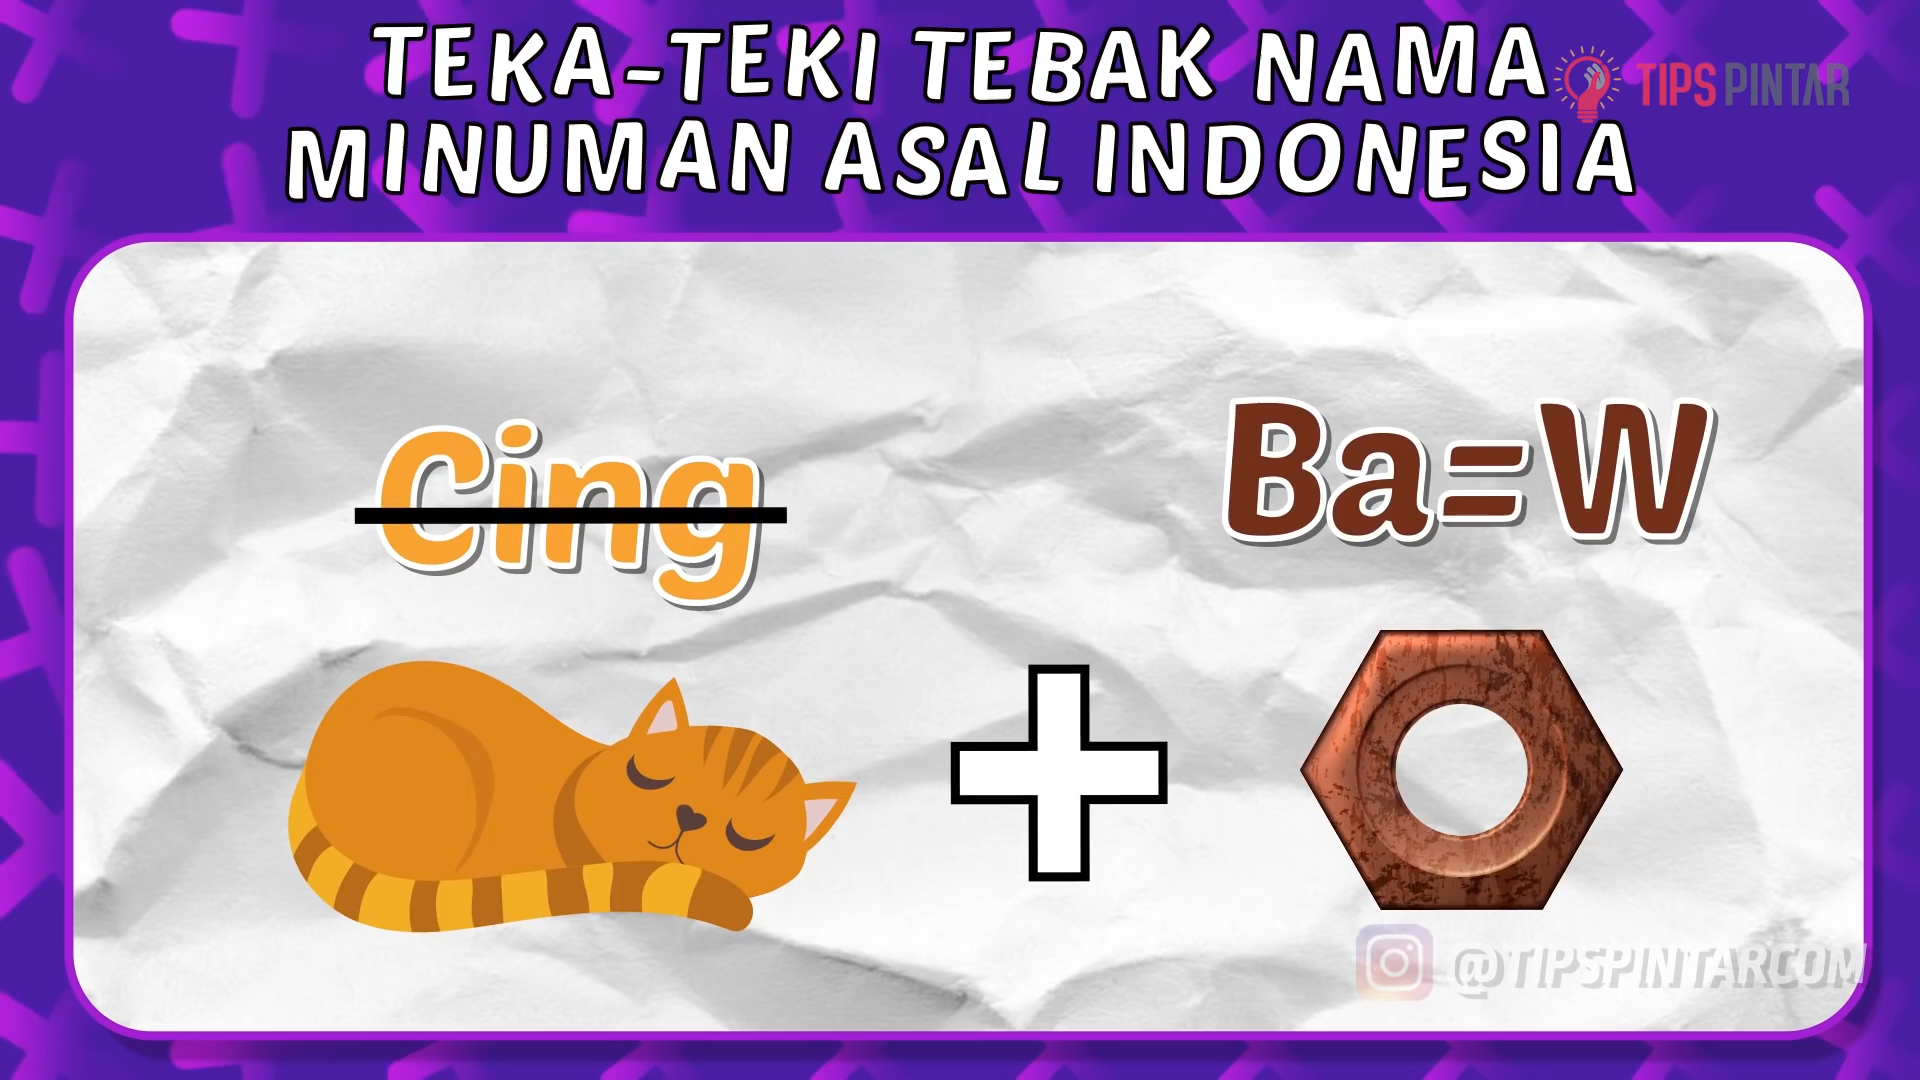 TEKA-TEKI TEBAK NAMA
TIPS PINTAR
MINUMAN ASAL INDONESIA
Cing
Ba=W
@TIPSPINTARCOM